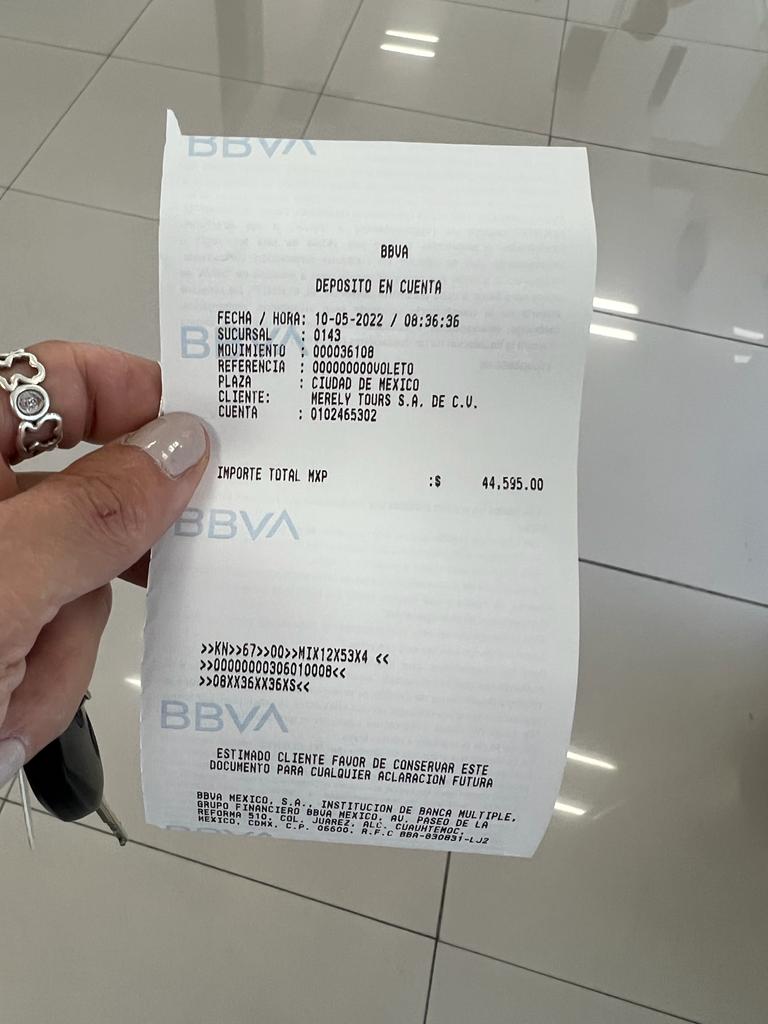 BBVA
BBVA
DEPOSITO EN CUENTA
FECHA / HORA: 10-05-2022 / 08:36:36
SUCURSAL : 0143
BBVA
MOVIMIENTO : 000036108
REFERENCIA : 000000000VOLETO
PLAZA : CIUDAD DE MEXICO
CLIENTE: MERELY TOURS S.A. DE C.V.
CUENTA : 0102465302
IMPORTE TOTAL MXP :$ 44,595.00
BBVA
>>KN>>67>>00>>MIX12X53X4 <<
>>00000000306010008<<
>>08XX36XX36XS<<
BBVA
ESTIMADO CLIENTE FAVOR DE CONSERVAR ESTE
DOCUMENTO PARA CUALQUIER ACLARACION FUTURA
BBVA MEXICO, S.A., INSTITUCION DE BANCA MULTIPLE,
GRUPO FINANCIERO BBVA MEXICO, AV. PASEO DE LA
REFORMA 510, COL. JUAREZ, ALC. CUAUHTEMOC,
MEXICO, CDMX. C.P. 06600. R.F.C BBA-830831-LJ2